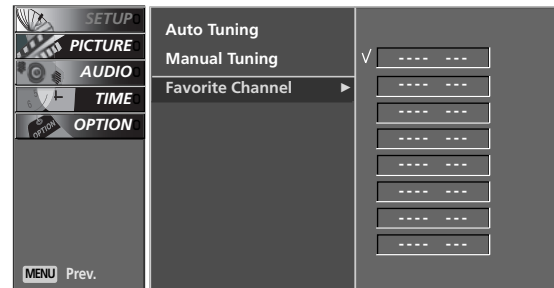 SETUP
PICTURE
AUDIO
TIME
OPTION
MENU Prev.
Auto Tuning
Manual Tuning
Favorite Channel ►
√ ---- ---
---- ---
---- ---
---- ---
---- ---
---- ---
---- ---
---- ---